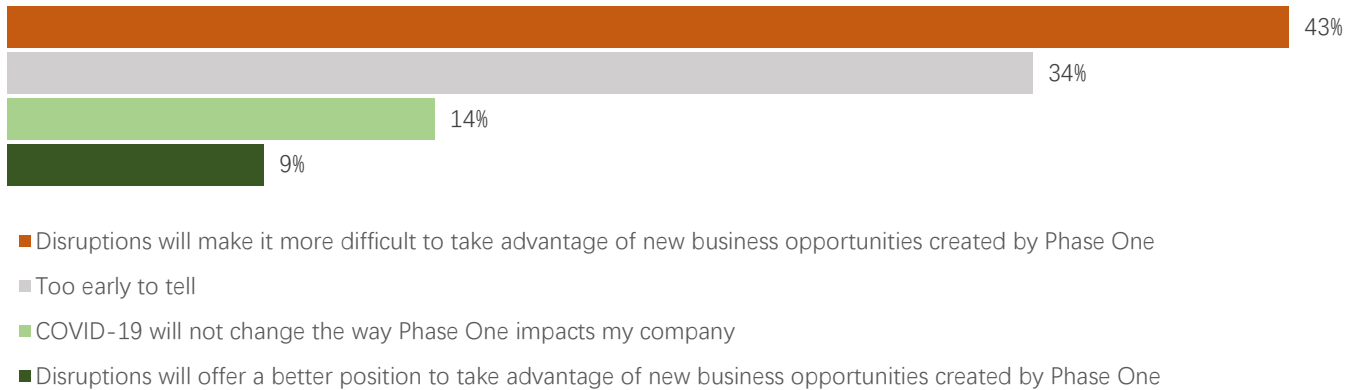 43%
34%
14%
9%
Disruptions will make it more difficult to take advantage of new business opportunities created by Phase One
Too early to tell
COVID-19 will not change the way Phase One impacts my company
Disruptions will offer a better position to take advantage of new business opportunities created by Phase One